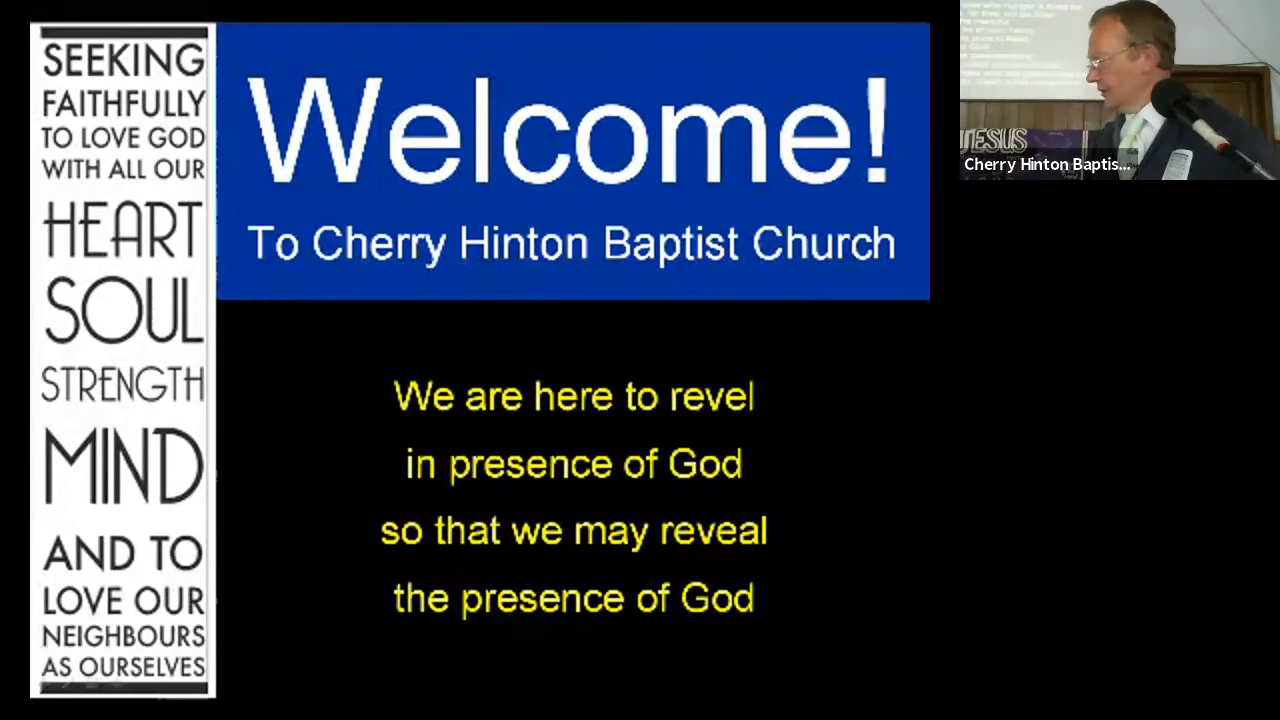 SEEKING
FAITHFULLY
TO LOVE GOD
WITH ALL OUR
HEART
SOUL
STRENGTH
MIND
AND TO
LOVE OUR
NEIGHBOURS
AS OURSELVES
Welcome!
To Cherry Hinton Baptist Church
We are here to revel
in presence of God
so that we may reveal
the presence of God
JESUS
Cherry Hinton Baptis...